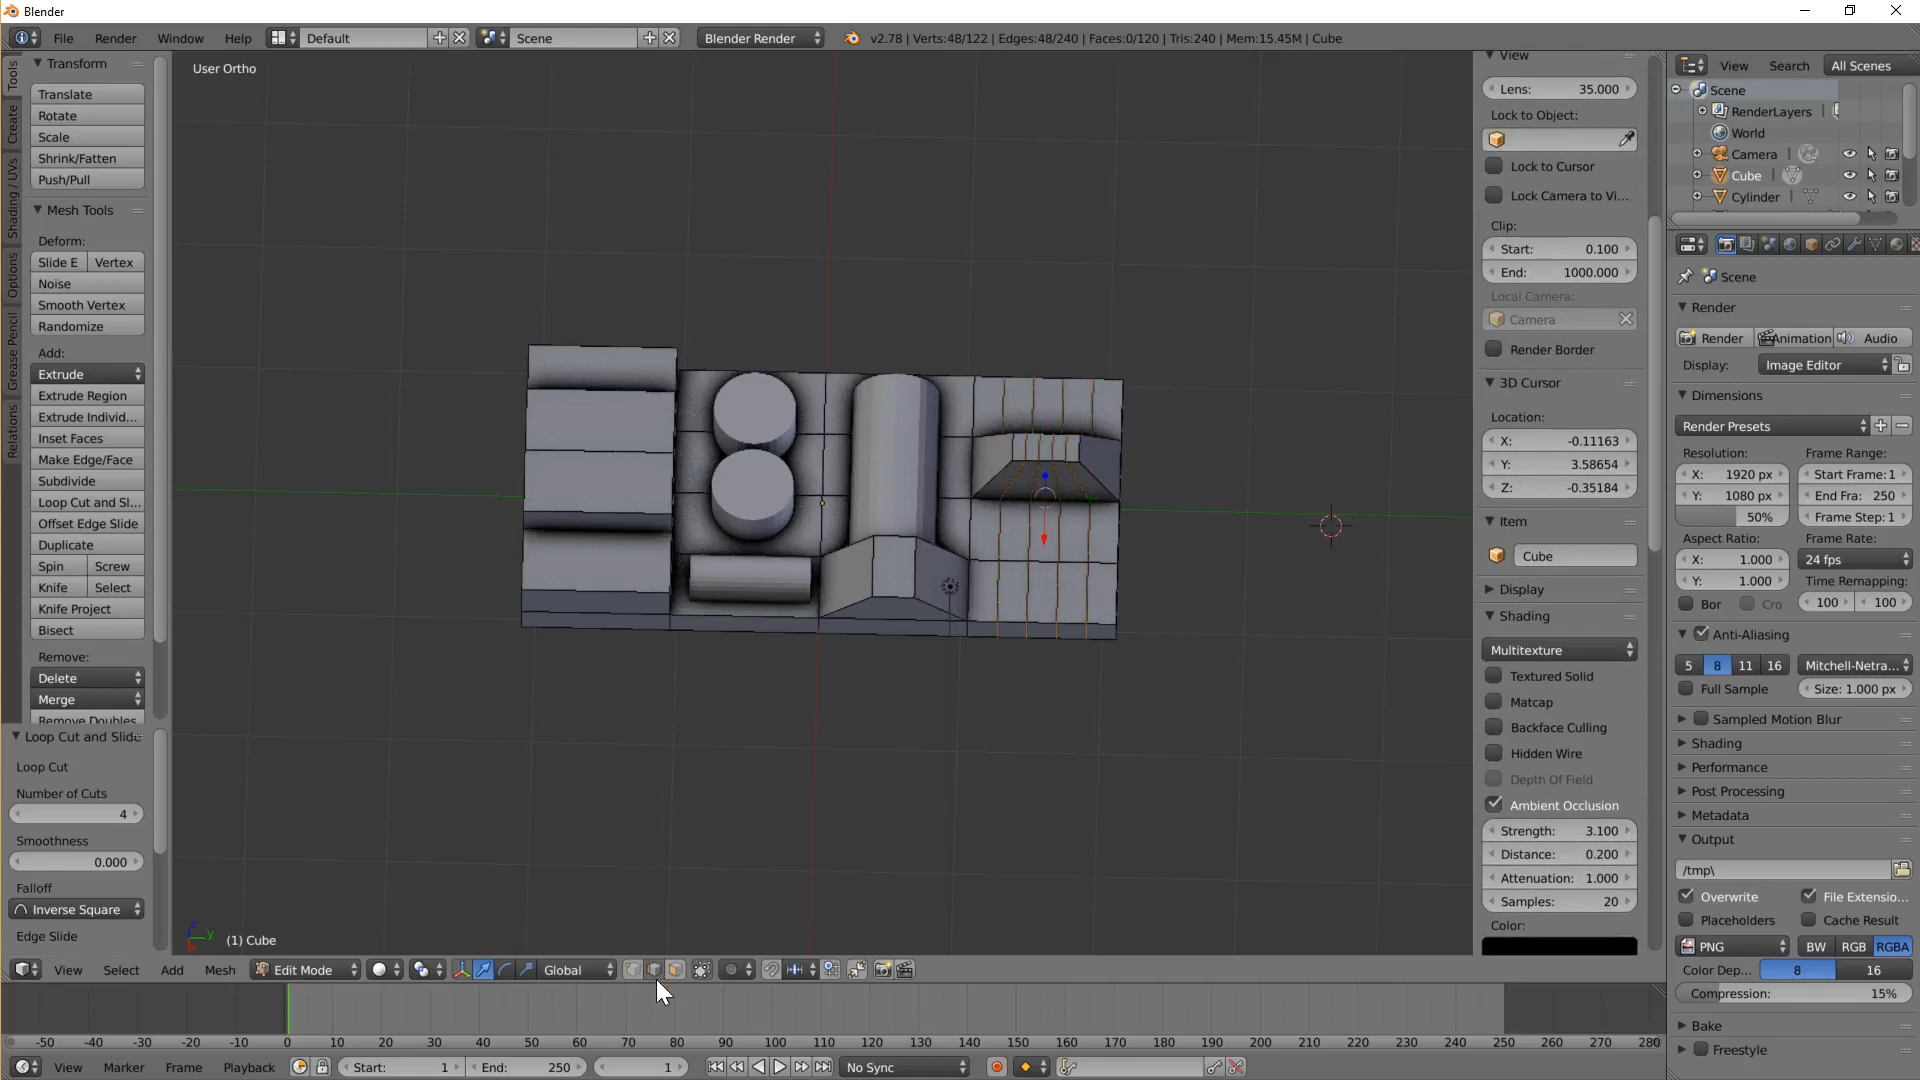 Blender
File Render Window Help Default Scene Blender Render v2.78 | Verts:48/122 | Edges:48/240 | Faces:0/120 | Tris:240 | Mem:15.45M | Cube
Tools
Create
Shading / UVs
Options
Grease Pencil
Relations
Transform
Translate
Rotate
Scale
Shrink/Fatten
Push/Pull
Mesh Tools
Deform:
Slide E Vertex
Noise
Smooth Vertex
Randomize
Add:
Extrude
Extrude Region
Extrude Individ...
Inset Faces
Make Edge/Face
Subdivide
Loop Cut and Sl...
Offset Edge Slide
Duplicate
Spin Screw
Knife Select
Knife Project
Bisect
Remove:
Delete
Merge
Remove Doubles
Loop Cut and Slide
Loop Cut
Number of Cuts
4
Smoothness
0.000
Falloff
Inverse Square
Edge Slide
User Ortho
(1) Cube
View
Lens: 35.000
Lock to Object:
Lock to Cursor
Lock Camera to Vi...
Clip:
Start: 0.100
End: 1000.000
Local Camera:
Camera
Render Border
3D Cursor
Location:
X: -0.11163
Y: 3.58654
Z: -0.35184
Item
Cube
Display
Shading
Multitexture
Textured Solid
Matcap
Backface Culling
Hidden Wire
Depth Of Field
Ambient Occlusion
Strength: 3.100
Distance: 0.200
Attenuation: 1.000
Samples: 20
Color:
View Search All Scenes
Scene
RenderLayers
World
Camera
Cube
Cylinder
Scene
Render
Render Animation Audio
Display: Image Editor
Dimensions
Render Presets
Resolution: Frame Range:
X: 1920 px Start Frame: 1
Y: 1080 px End Fra: 250
50% Frame Step: 1
Aspect Ratio: Frame Rate:
X: 1.000 24 fps
Y: 1.000 Time Remapping:
Bor Cro 100 100
Anti-Aliasing
5 8 11 16 Mitchell-Netra...
Full Sample Size: 1.000 px
Sampled Motion Blur
Shading
Performance
Post Processing
Metadata
Output
/tmp\
Overwrite File Extensio...
Placeholders Cache Result
PNG BW RGB RGBA
Color Dep... 8 16
Compression: 15%
Bake
Freestyle
View Select Add Mesh Edit Mode Global
-50 -40 -30 -20 -10 0 10 20 30 40 50 60 70 80 90 100 110 120 130 140 150 160 170 180 190 200 210 220 230 240 250 260 270 280
View Marker Frame Playback Start: 1 End: 250 1 No Sync